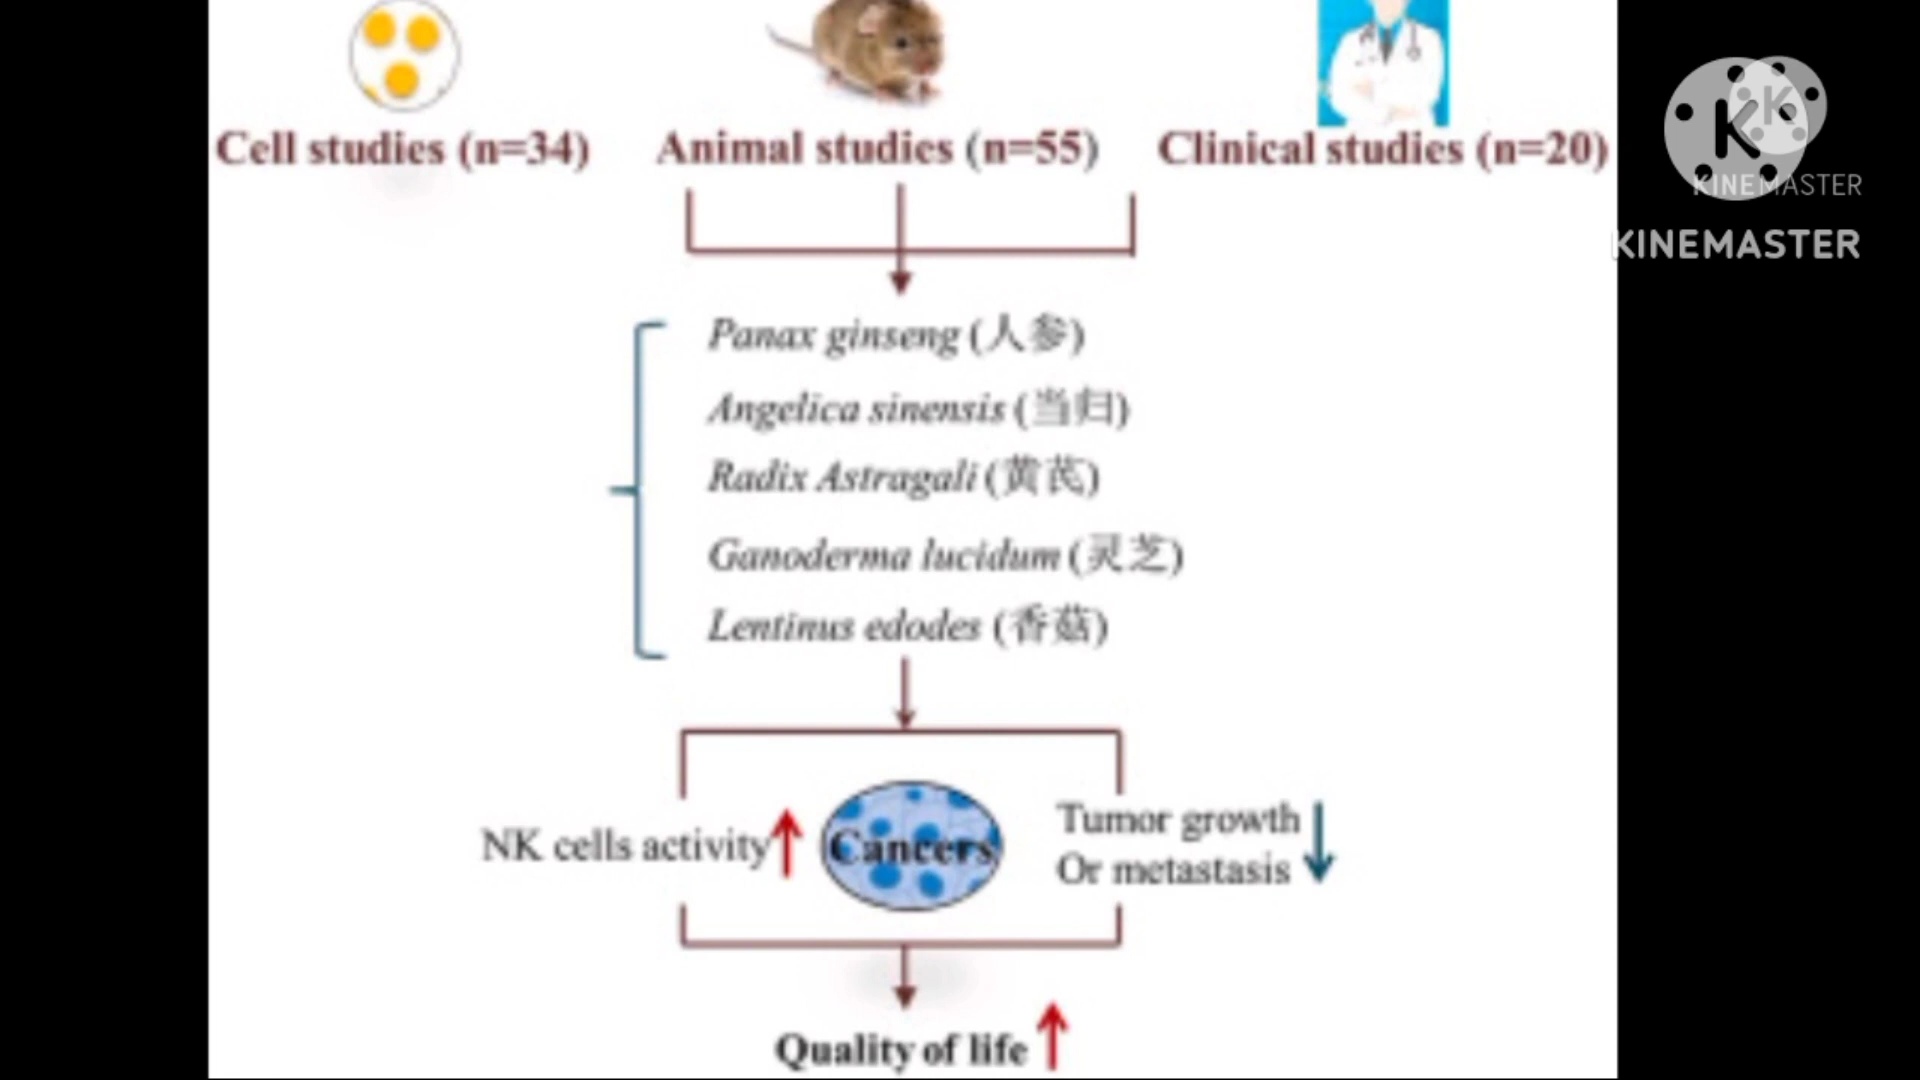 Cell studies (n=34)
Animal studies (n=55)
Clinical studies (n=20)
KINEMASTER
KINEMASTER
Panax ginseng (人参)
Angelica sinensis (当归)
Radix Astragali (黄芪)
Ganoderma lucidum (灵芝)
Lentinus edodes (香菇)
NK cells activity
Cancers
Tumor growth
Or metastasis
Quality of life